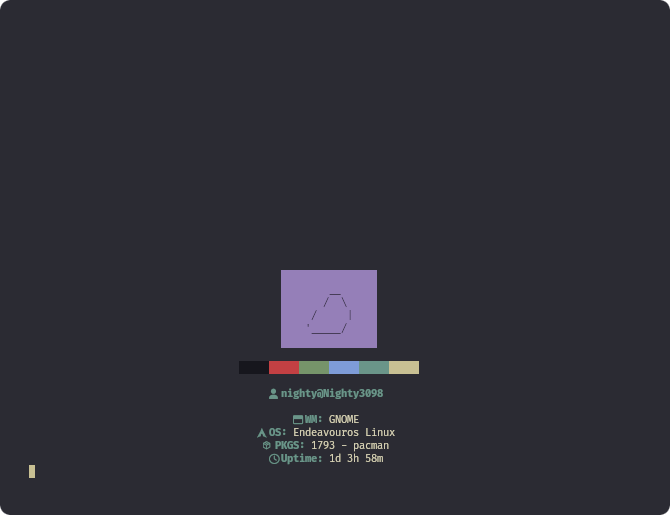 nighty@Nighty3098
WM: GNOME
OS: Endeavouros Linux
PKGS: 1793 - pacman
Uptime: 1d 3h 58m